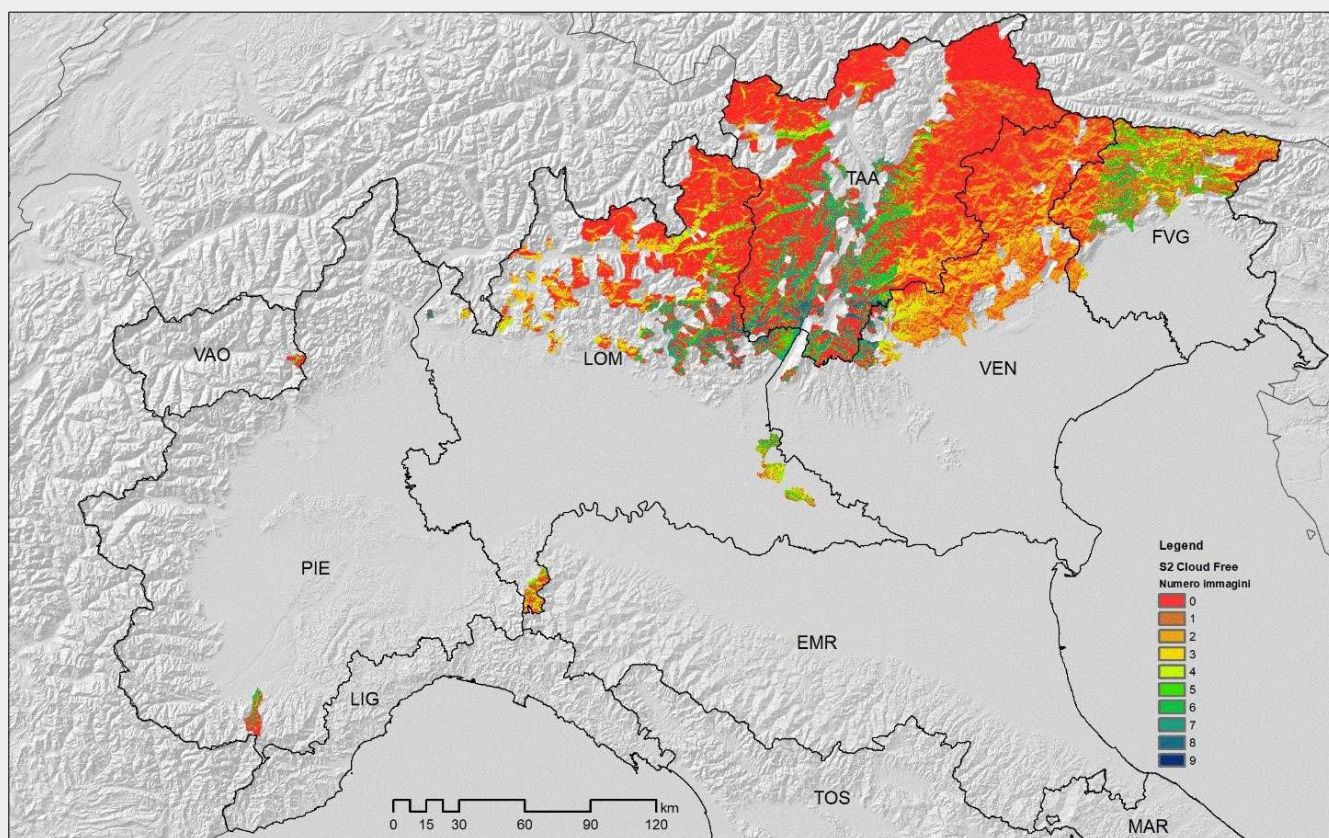 TAA
FVG
VAO
LOM
VEN
PIE
EMR
LIG
TOS
MAR
Legend
S2 Cloud Free
Numero immagini
0
1
2
3
4
5
6
7
8
9
km
0 15 30 60 90 120